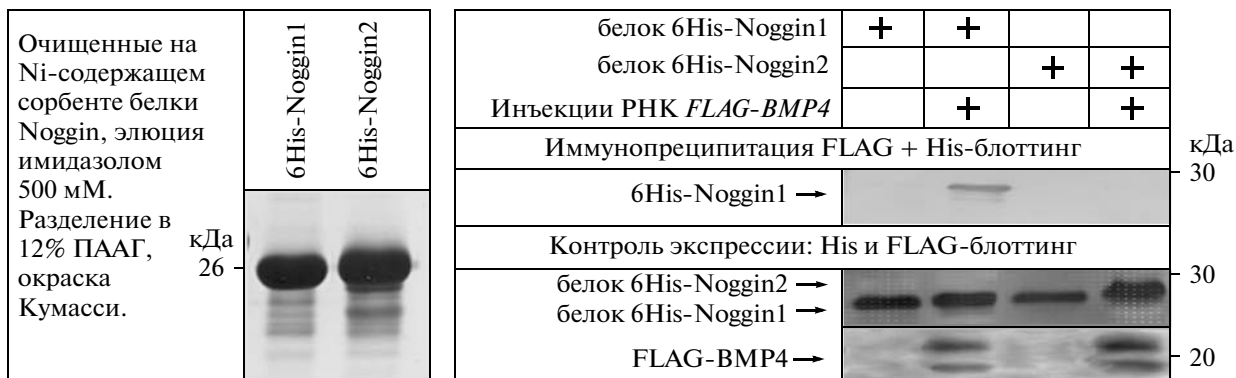 Очищенные на
Ni-содержащем
сорбенте белки
Noggin, элюция
имидазолом
500 мМ.
Разделение в
12% ПААГ,
окраска
Кумасси.
6His-Noggin1
6His-Noggin2
кДа
26
белок 6His-Noggin1 + +
белок 6His-Noggin2 + +
Инъекции РНК FLAG-BMP4 + +
Иммунопреципитация FLAG + His-блоттинг
кДа
30
6His-Noggin1
Контроль экспрессии: His и FLAG-блоттинг
30
белок 6His-Noggin2
белок 6His-Noggin1
FLAG-BMP4
20